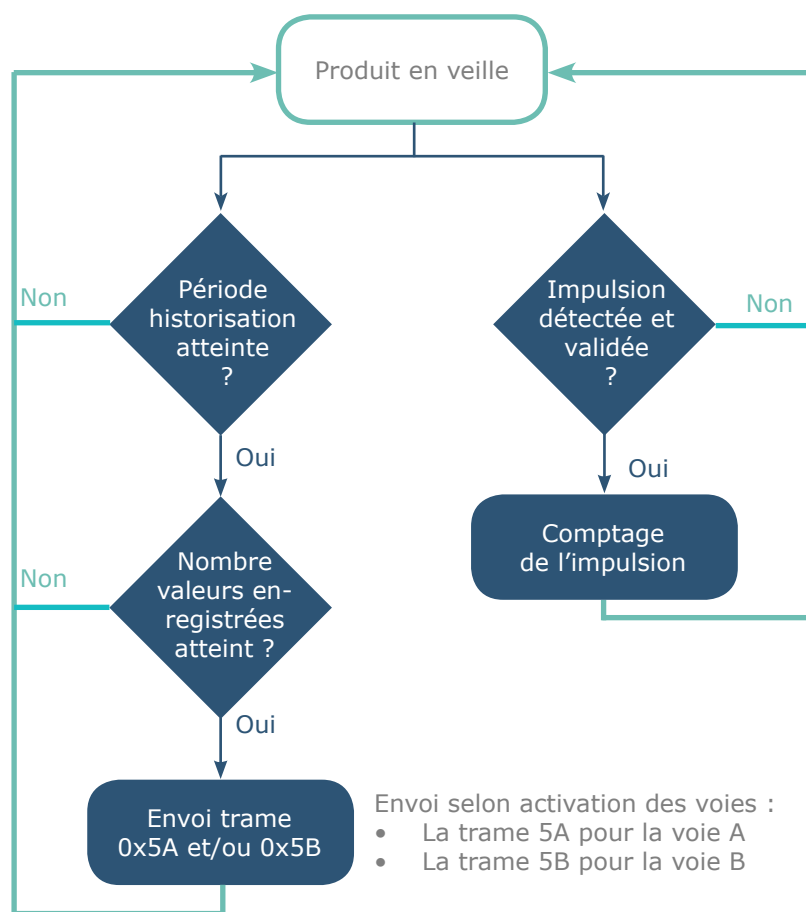 Produit en veille
Période
historisation
atteinte
?
Non
Oui
Impulsion
détectée et
validée
?
Non
Oui
Comptage
de l’impulsion
Nombre
valeurs en-
registrées
atteint ?
Non
Oui
Envoi trame
0x5A et/ou 0x5B
Envoi selon activation des voies :
• La trame 5A pour la voie A
• La trame 5B pour la voie B